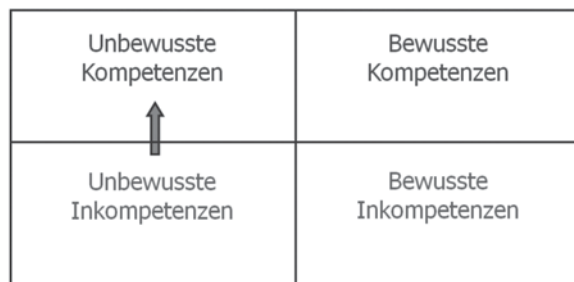 Unbewusste
Kompetenzen
Bewusste
Kompetenzen
Unbewusste
Inkompetenzen
Bewusste
Inkompetenzen